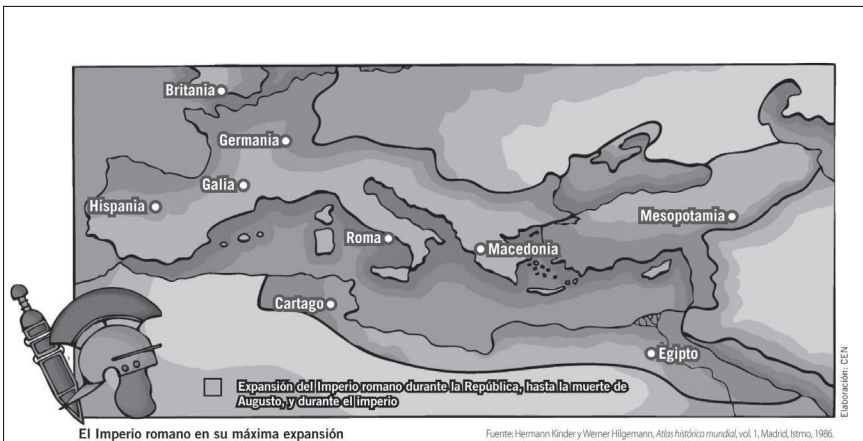 Britania
Germania
Galia
Hispania
Roma
Macedonia
Mesopotamia
Cartago
Egipto
Expansión del Imperio romano durante la República, hasta la muerte de
Augusto, y durante el imperio
Elaboración: CEN
El Imperio romano en su máxima expansión
Fuente: Hermann Kinder y Werner Hilgemann, Atlas histórico mundial, vol. 1, Madrid, Istmo, 1986.